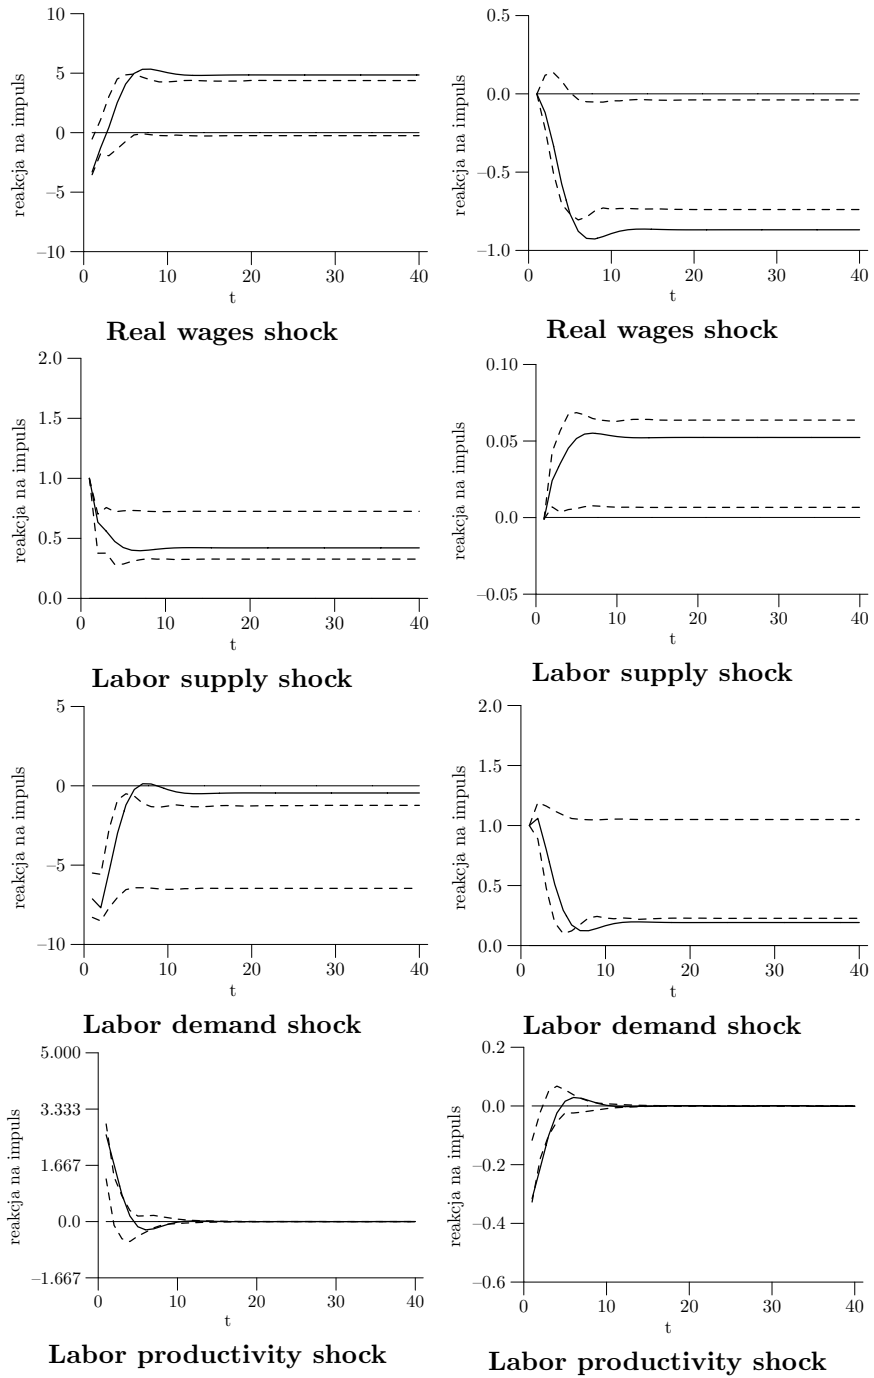 10
5
0
−5
−10
reakcja na impuls
0 10 20 30 40
t
Real wages shock
0.5
0.0
−0.5
−1.0
reakcja na impuls
0 10 20 30 40
t
Real wages shock
2.0
1.5
1.0
0.5
0.0
reakcja na impuls
0 10 20 30 40
t
Labor supply shock
0.10
0.05
0.0
−0.05
reakcja na impuls
0 10 20 30 40
t
Labor supply shock
5
0
−5
−10
reakcja na impuls
0 10 20 30 40
t
Labor demand shock
2.0
1.5
1.0
0.5
0.0
reakcja na impuls
0 10 20 30 40
t
Labor demand shock
5.000
3.333
1.667
0.0
−1.667
reakcja na impuls
0 10 20 30 40
t
Labor productivity shock
0.2
0.0
−0.2
−0.4
−0.6
reakcja na impuls
0 10 20 30 40
t
Labor productivity shock